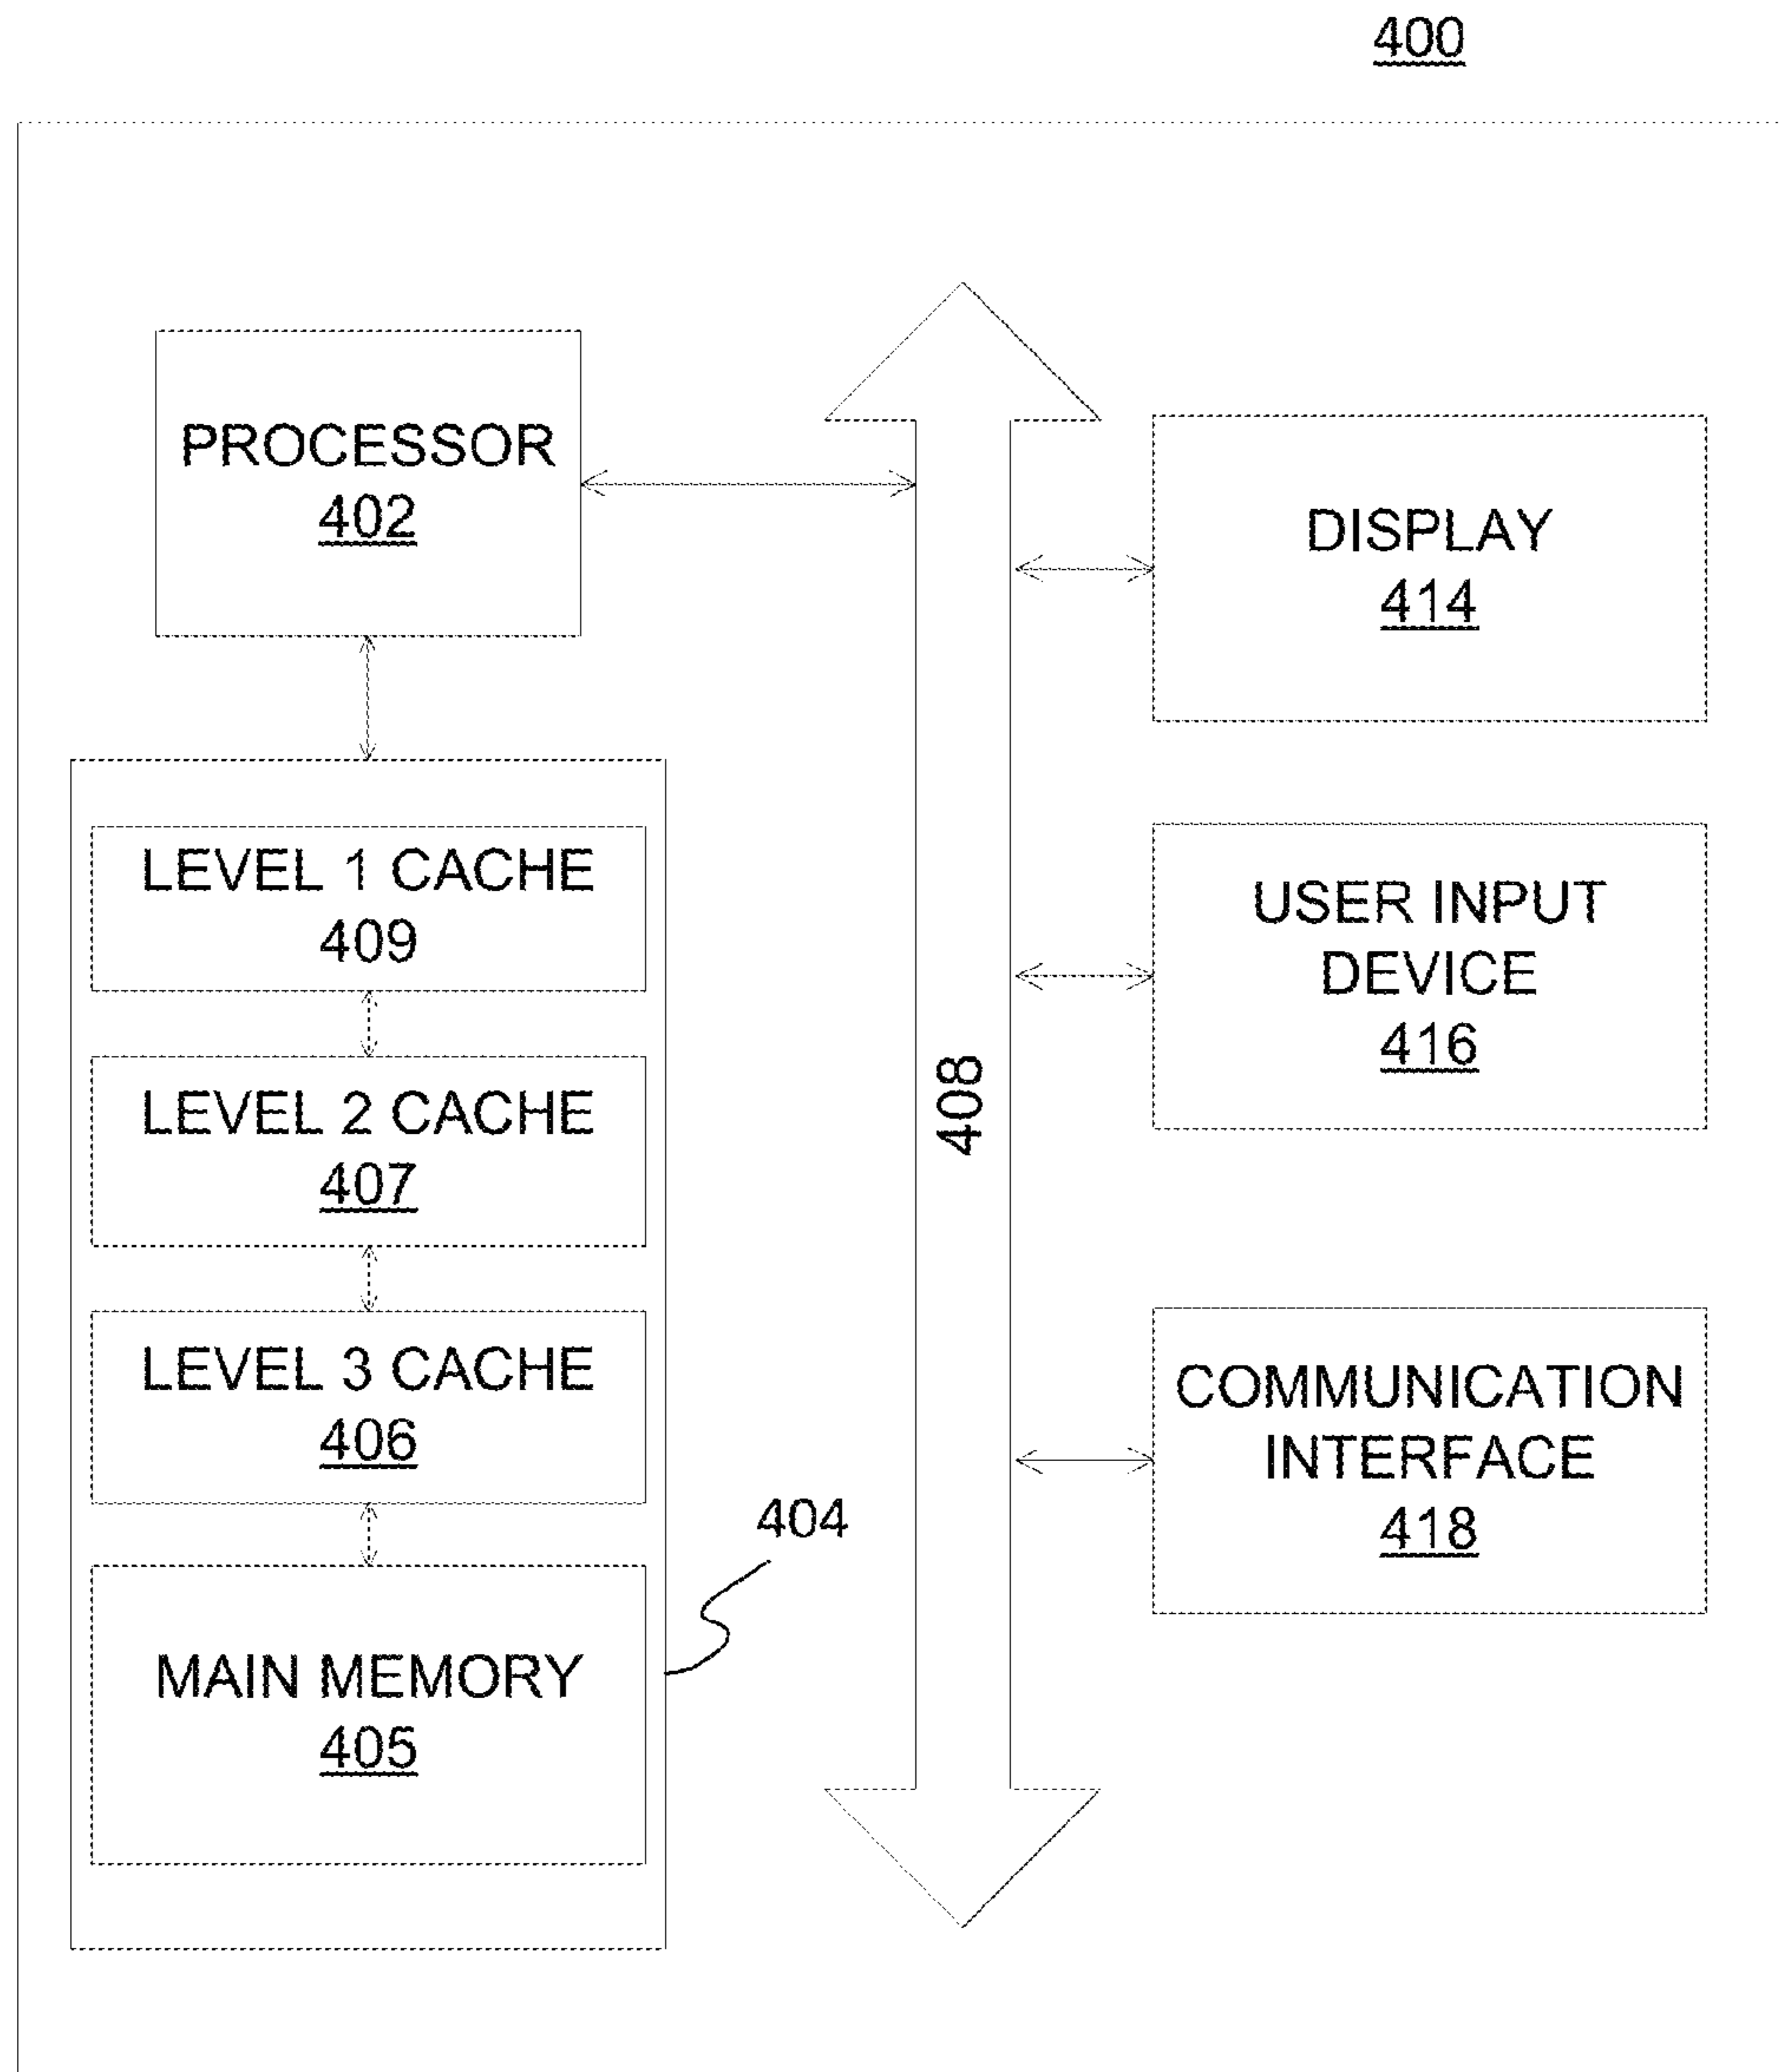 400
PROCESSOR
402
LEVEL 1 CACHE
409
LEVEL 2 CACHE
407
LEVEL 3 CACHE
406
MAIN MEMORY
405
404
408
DISPLAY
414
USER INPUT
DEVICE
416
COMMUNICATION
INTERFACE
418